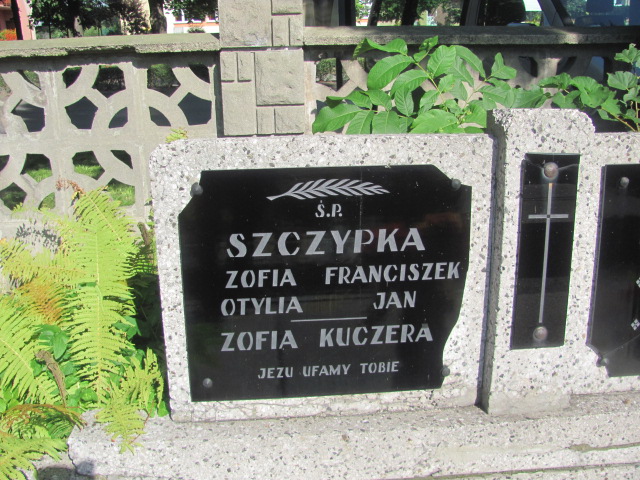 Ś.P.
SZCZYPKA
ZOFIA FRANCISZEK
OTYLIA JAN
ZOFIA KUCZERA
JEZU UFAMY TOBIE